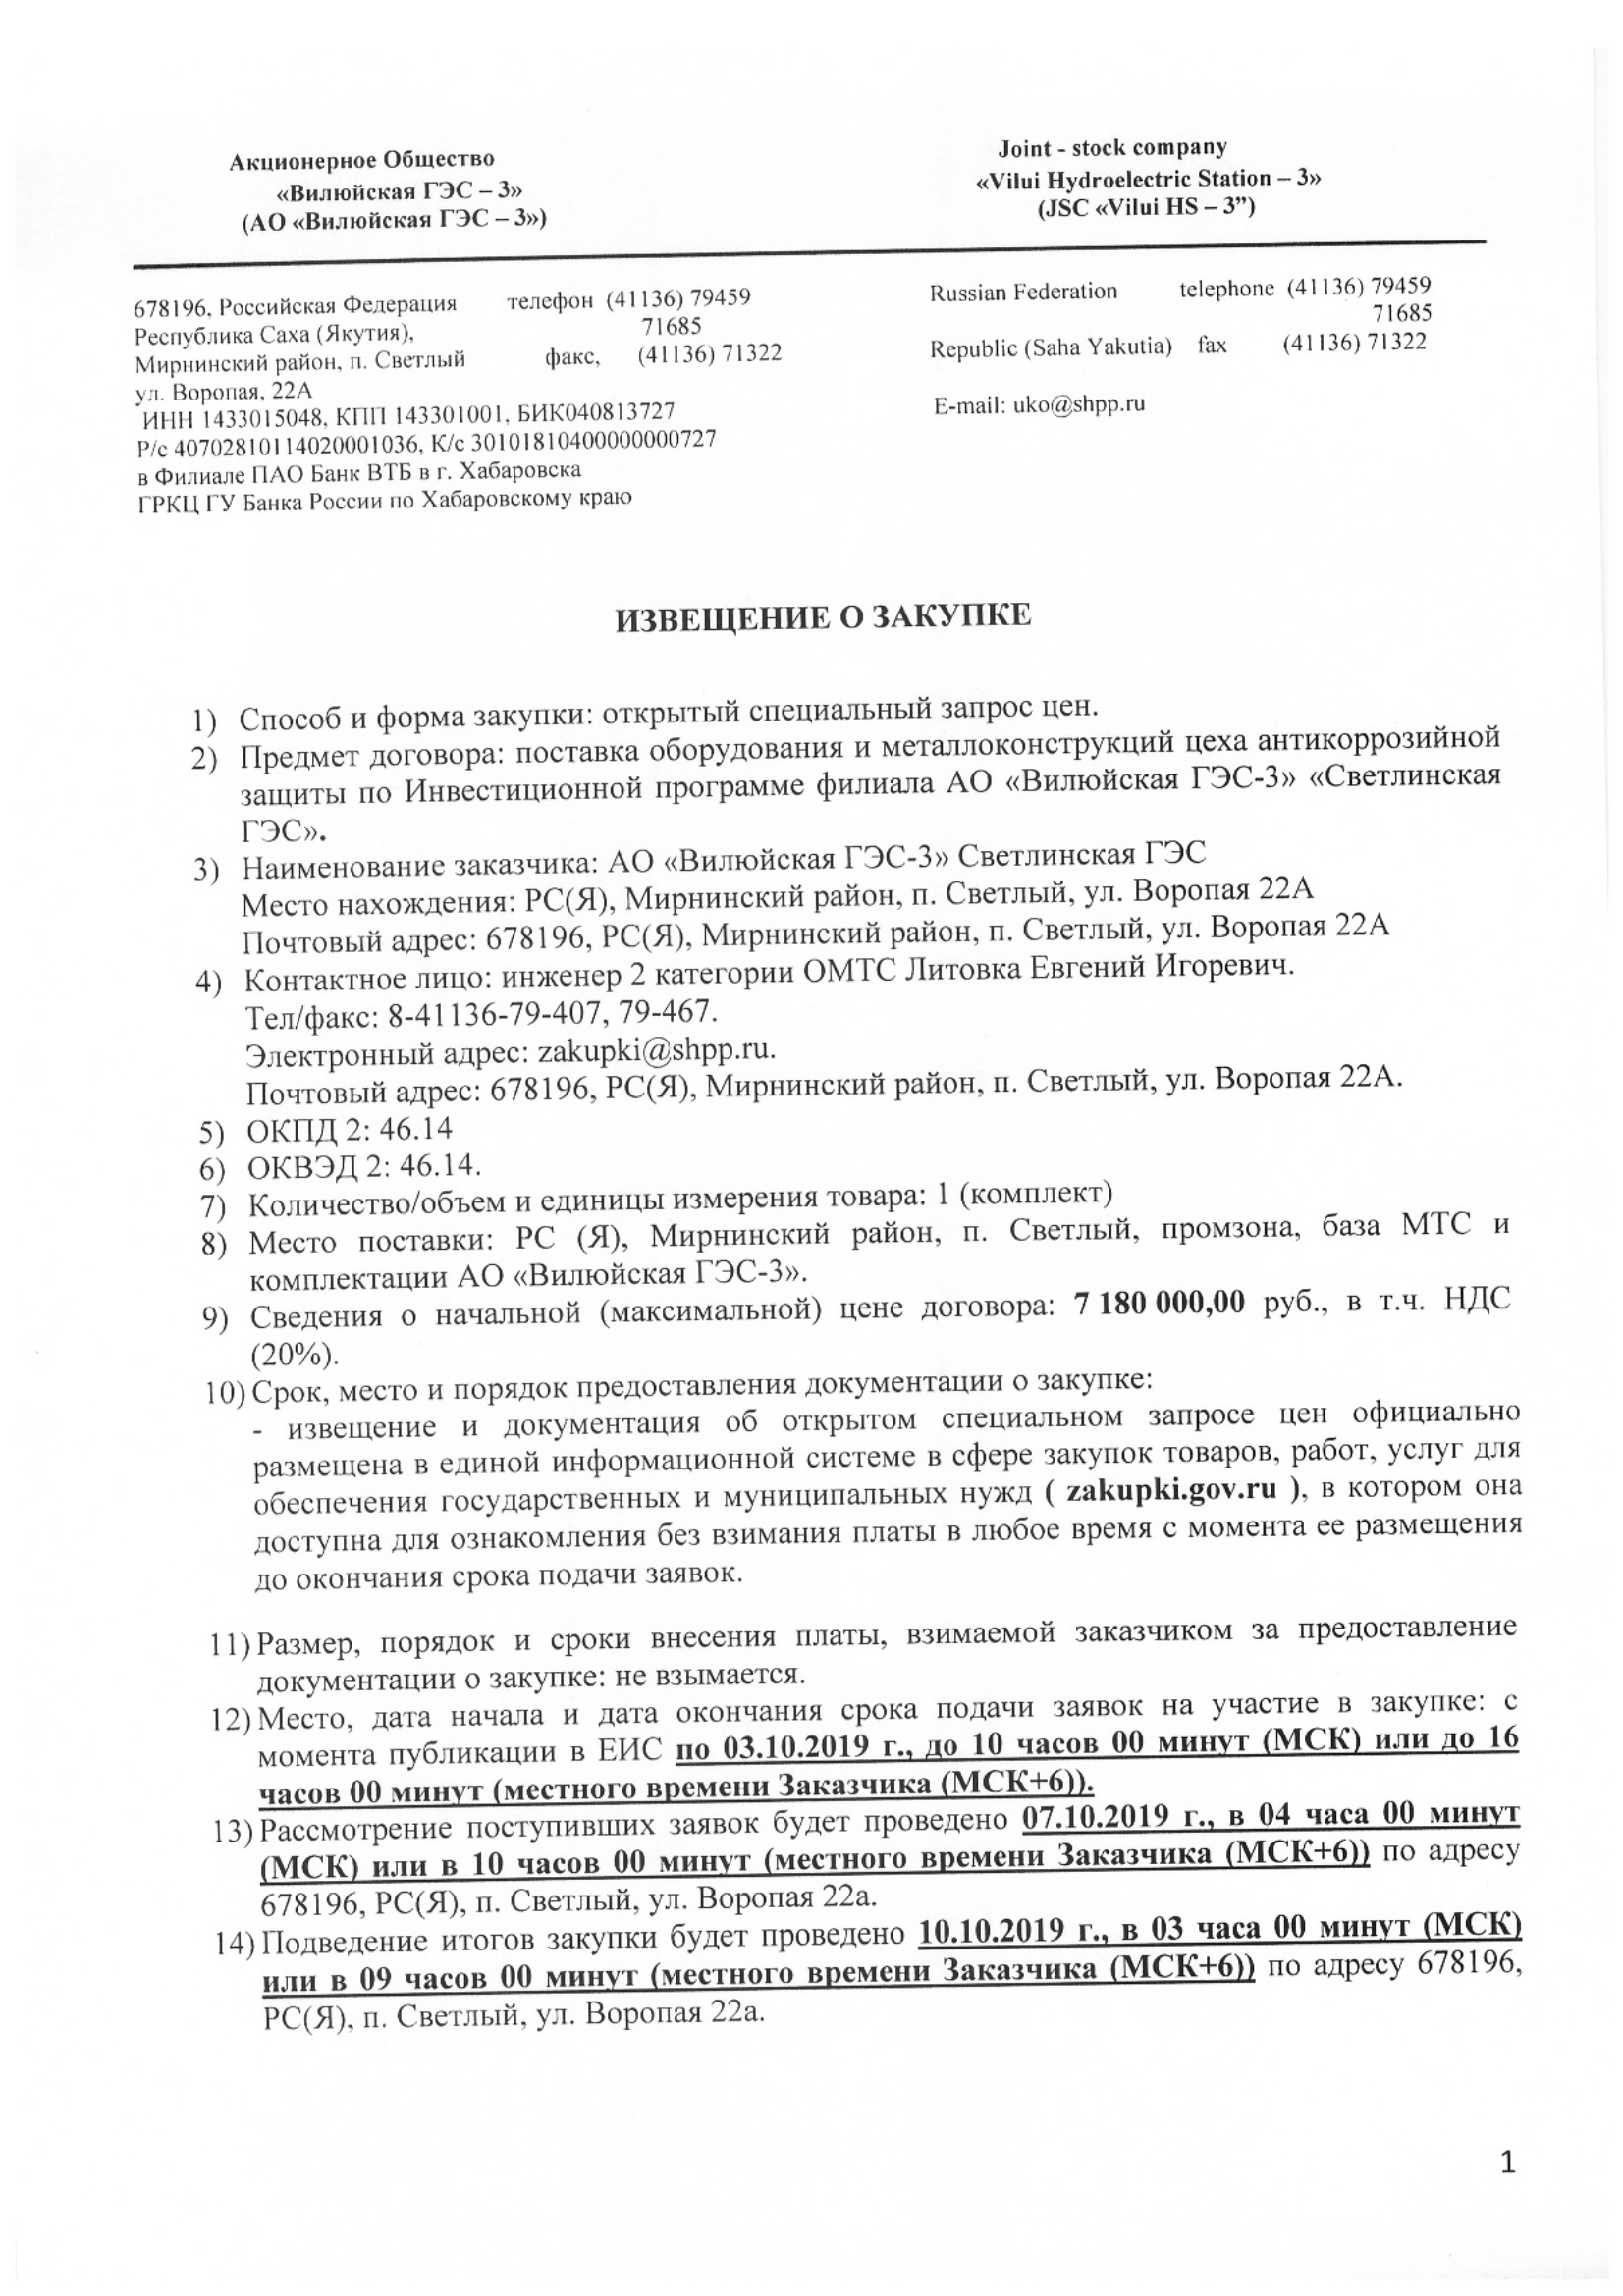 Акционерное Общество
«Вилюйская ГЭС – 3»
(АО «Вилюйская ГЭС – 3»)
Joint - stock company
«Vilui Hydroelectric Station – 3»
(JSC «Vilui HS – 3”)
678196, Российская Федерация телефон (41136) 79459
Республика Саха (Якутия), 71685
Мирнинский район, п. Светлый факс, (41136) 71322
ул. Воропая, 22А
ИНН 1433015048, КПП 143301001, БИК040813727
Р/с 40702810114020001036, К/с 30101810400000000727
в Филиале ПАО Банк ВТБ в г. Хабаровска
ГРКЦ ГУ Банка России по Хабаровскому краю
Russian Federation telephone (41136) 79459
71685
Republic (Saha Yakutia) fax (41136) 71322
E-mail: uko@shpp.ru
ИЗВЕЩЕНИЕ О ЗАКУПКЕ
1) Способ и форма закупки: открытый специальный запрос цен.
2) Предмет договора: поставка оборудования и металлоконструкций цеха антикоррозийной
защиты по Инвестиционной программе филиала АО «Вилюйская ГЭС-3» «Светлинская
ГЭС».
3) Наименование заказчика: АО «Вилюйская ГЭС-3» Светлинская ГЭС
Место нахождения: РС(Я), Мирнинский район, п. Светлый, ул. Воропая 22А
Почтовый адрес: 678196, РС(Я), Мирнинский район, п. Светлый, ул. Воропая 22А
4) Контактное лицо: инженер 2 категории ОМТС Литовка Евгений Игоревич.
Тел/факс: 8-41136-79-407, 79-467.
Электронный адрес: zakupki@shpp.ru.
Почтовый адрес: 678196, РС(Я), Мирнинский район, п. Светлый, ул. Воропая 22А.
5) ОКПД 2: 46.14
6) ОКВЭД 2: 46.14.
7) Количество/объем и единицы измерения товара: 1 (комплект)
8) Место поставки: РС (Я), Мирнинский район, п. Светлый, промзона, база МТС и
комплектации АО «Вилюйская ГЭС-3».
9) Сведения о начальной (максимальной) цене договора: 7 180 000,00 руб., в т.ч. НДС
(20%).
10) Срок, место и порядок предоставления документации о закупке:
- извещение и документация об открытом специальном запросе цен официально
размещена в единой информационной системе в сфере закупок товаров, работ, услуг для
обеспечения государственных и муниципальных нужд ( zakupki.gov.ru ), в котором она
доступна для ознакомления без взимания платы в любое время с момента ее размещения
до окончания срока подачи заявок.
11) Размер, порядок и сроки внесения платы, взимаемой заказчиком за предоставление
документации о закупке: не взымается.
12) Место, дата начала и дата окончания срока подачи заявок на участие в закупке: с
момента публикации в ЕИС по 03.10.2019 г., до 10 часов 00 минут (МСК) или до 16
часов 00 минут (местного времени Заказчика (МСК+6)).
13) Рассмотрение поступивших заявок будет проведено 07.10.2019 г., в 04 часа 00 минут
(МСК) или в 10 часов 00 минут (местного времени Заказчика (МСК+6)) по адресу
678196, РС(Я), п. Светлый, ул. Воропая 22а.
14) Подведение итогов закупки будет проведено 10.10.2019 г., в 03 часа 00 минут (МСК)
или в 09 часов 00 минут (местного времени Заказчика (МСК+6)) по адресу 678196,
РС(Я), п. Светлый, ул. Воропая 22а.
1